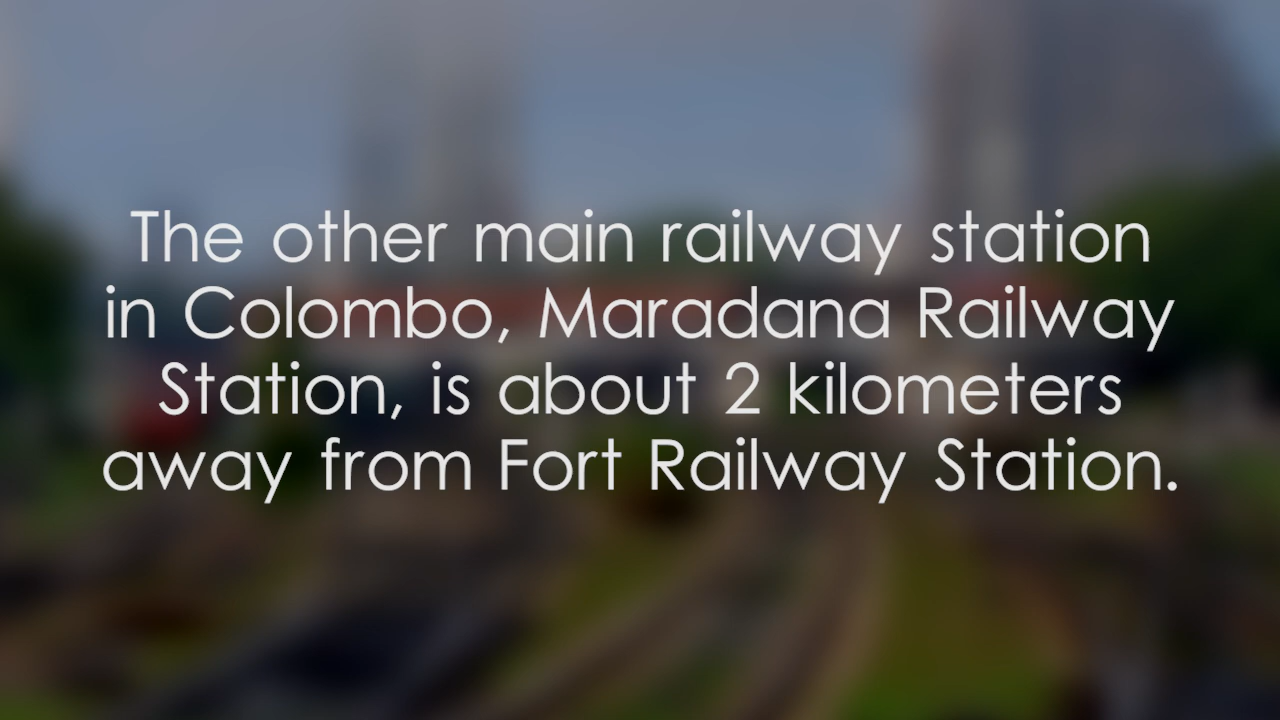 The other main railway station
in Colombo, Maradana Railway
Station, is about 2 kilometers
away from Fort Railway Station.